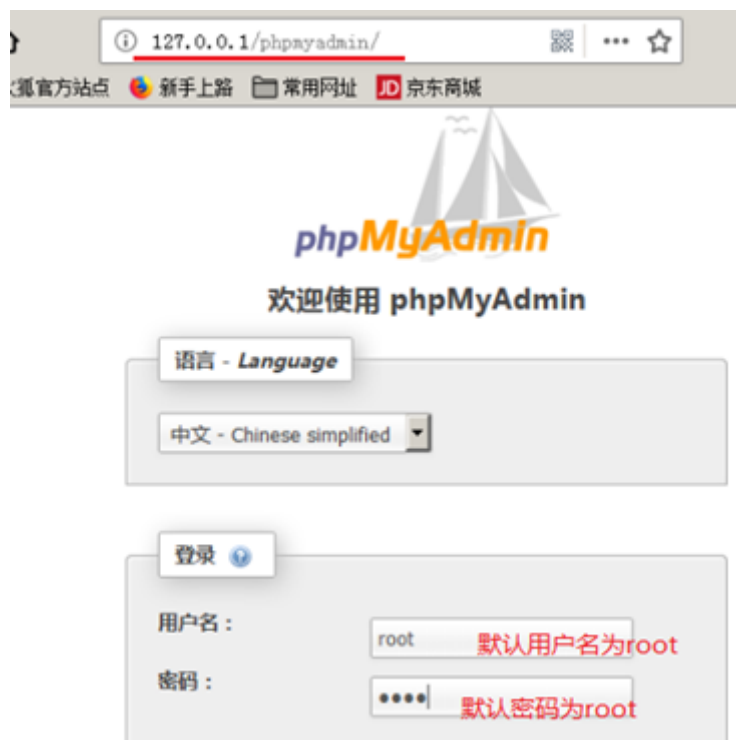 127.0.0.1/phpmyadmin/
狐官方站点 新手上路 常用网址 JD 京东商城
phpMyAdmin
欢迎使用 phpMyAdmin
语言 - Language
中文 - Chinese simplified
登录
用户名：
root 默认用户名为root
密码：
•••• 默认密码为root